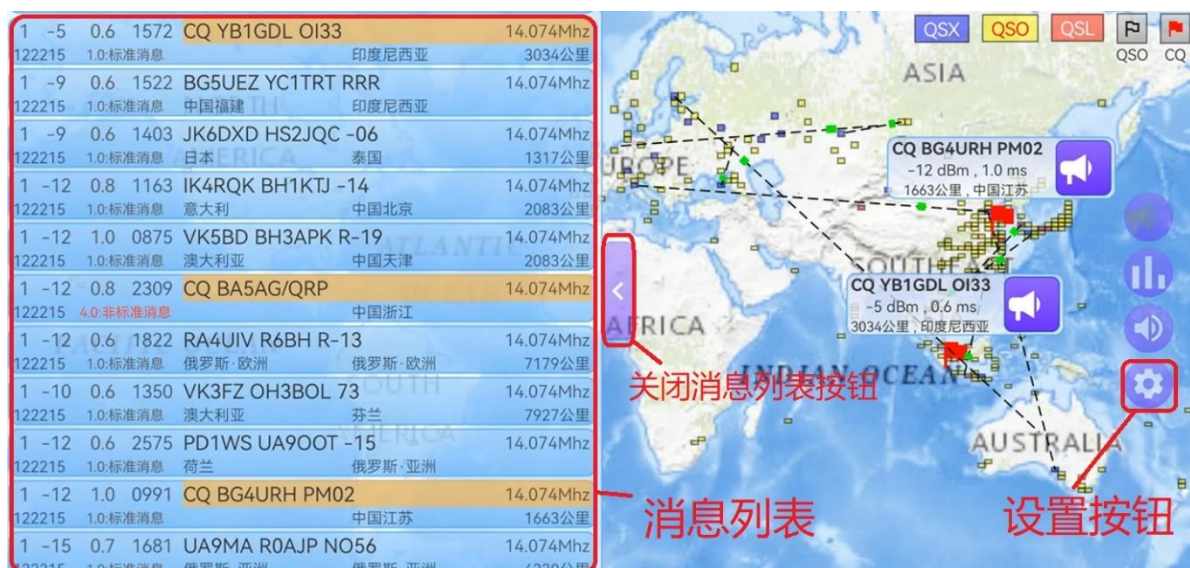 1 -5 0.6 1572 CQ YB1GDL OI33 14.074Mhz
122215 1.0:标准消息 印度尼西亚 3034公里
1 -9 0.6 1522 BG5UEZ YC1TRT RRR 14.074Mhz
122215 1.0:标准消息 中国福建 印度尼西亚
1 -9 0.6 1403 JK6DXD HS2JQC -06 14.074Mhz
122215 1.0:标准消息 日本 泰国 1317公里
1 -12 0.8 1163 IK4RQK BH1KTJ -14 14.074Mhz
122215 1.0:标准消息 意大利 中国北京 2083公里
1 -12 1.0 0875 VK5BD BH3APK R-19 14.074Mhz
122215 1.0:标准消息 澳大利亚 中国天津 2083公里
1 -12 0.8 2309 CQ BA5AG/QRP 14.074Mhz
122215 4.0:非标准消息 中国浙江
1 -12 0.6 1822 RA4UIV R6BH R-13 14.074Mhz
122215 1.0:标准消息 俄罗斯·欧洲 俄罗斯·欧洲 7179公里
1 -10 0.6 1350 VK3FZ OH3BOL 73 14.074Mhz
122215 1.0:标准消息 澳大利亚 芬兰 7927公里
1 -12 0.6 2575 PD1WS UA9OOT -15 14.074Mhz
122215 1.0:标准消息 荷兰 俄罗斯·亚洲
1 -12 1.0 0991 CQ BG4URH PM02 14.074Mhz
122215 1.0:标准消息 中国江苏 1663公里
1 -15 0.7 1681 UA9MA R0AJP NO56 14.074Mhz
QSX QSO QSL
QSO CQ
ASIA
EUROPE
CQ BG4URH PM02
-12 dBm , 1.0 ms
1663公里 , 中国江苏
SOUTHEAST
CQ YB1GDL OI33
-5 dBm , 0.6 ms
3034公里 , 印度尼西亚
AFRICA
INDIAN OCEAN
关闭消息列表按钮
AUSTRALIA
消息列表
设置按钮